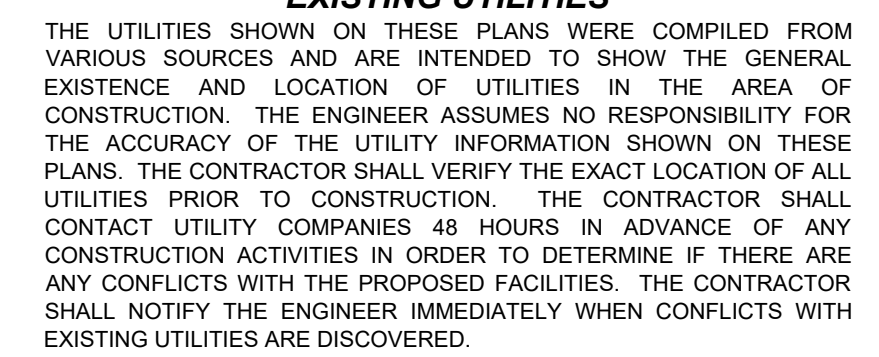 EXISTING UTILITIES
THE UTILITIES SHOWN ON THESE PLANS WERE COMPILED FROM
VARIOUS SOURCES AND ARE INTENDED TO SHOW THE GENERAL
EXISTENCE AND LOCATION OF UTILITIES IN THE AREA OF
CONSTRUCTION. THE ENGINEER ASSUMES NO RESPONSIBILITY FOR
THE ACCURACY OF THE UTILITY INFORMATION SHOWN ON THESE
PLANS. THE CONTRACTOR SHALL VERIFY THE EXACT LOCATION OF ALL
UTILITIES PRIOR TO CONSTRUCTION. THE CONTRACTOR SHALL
CONTACT UTILITY COMPANIES 48 HOURS IN ADVANCE OF ANY
CONSTRUCTION ACTIVITIES IN ORDER TO DETERMINE IF THERE ARE
ANY CONFLICTS WITH THE PROPOSED FACILITIES. THE CONTRACTOR
SHALL NOTIFY THE ENGINEER IMMEDIATELY WHEN CONFLICTS WITH
EXISTING UTILITIES ARE DISCOVERED.